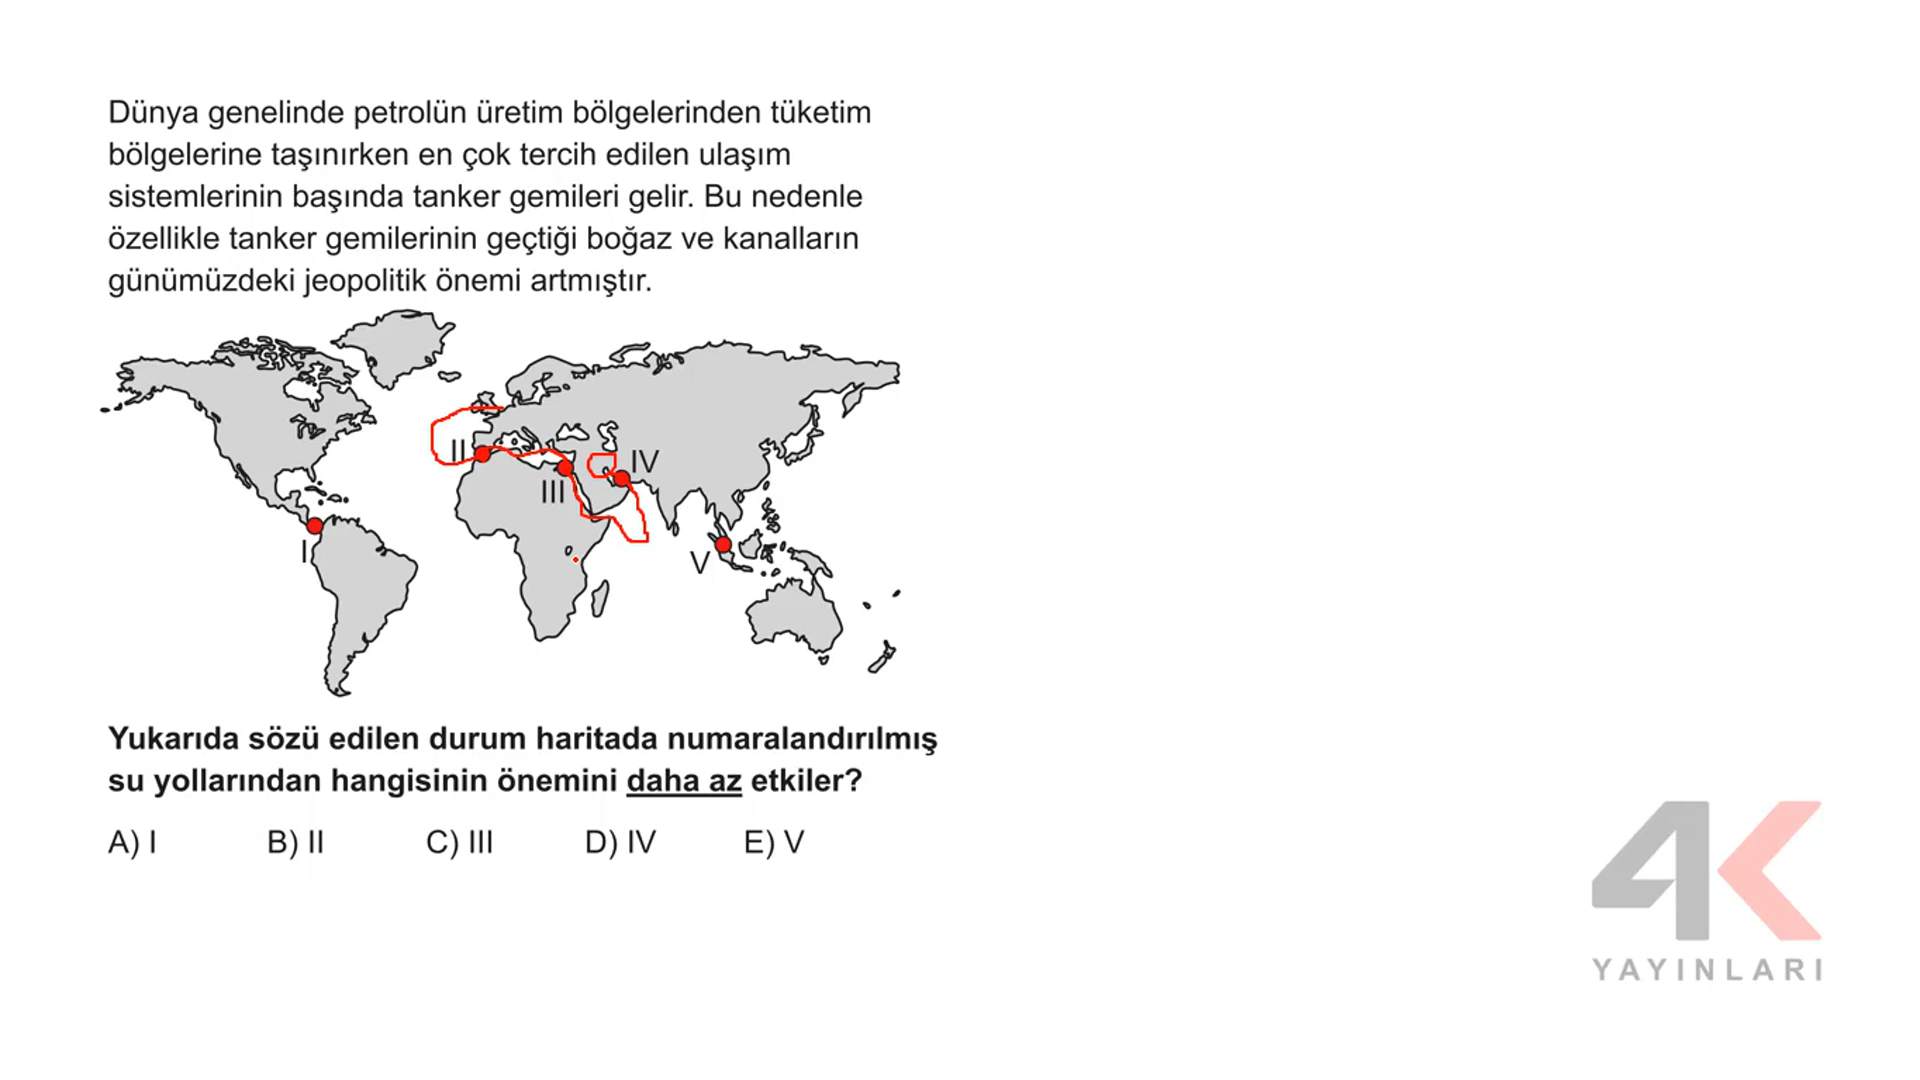 Dünya genelinde petrolün üretim bölgelerinden tüketim
bölgelerine taşınırken en çok tercih edilen ulaşım
sistemlerinin başında tanker gemileri gelir. Bu nedenle
özellikle tanker gemilerinin geçtiği boğaz ve kanalların
günümüzdeki jeopolitik önemi artmıştır.
II
IV
III
I
V
Yukarıda sözü edilen durum haritada numaralandırılmış
su yollarından hangisinin önemini daha az etkiler?
A) I B) II C) III D) IV E) V
4K
YAYINLARI